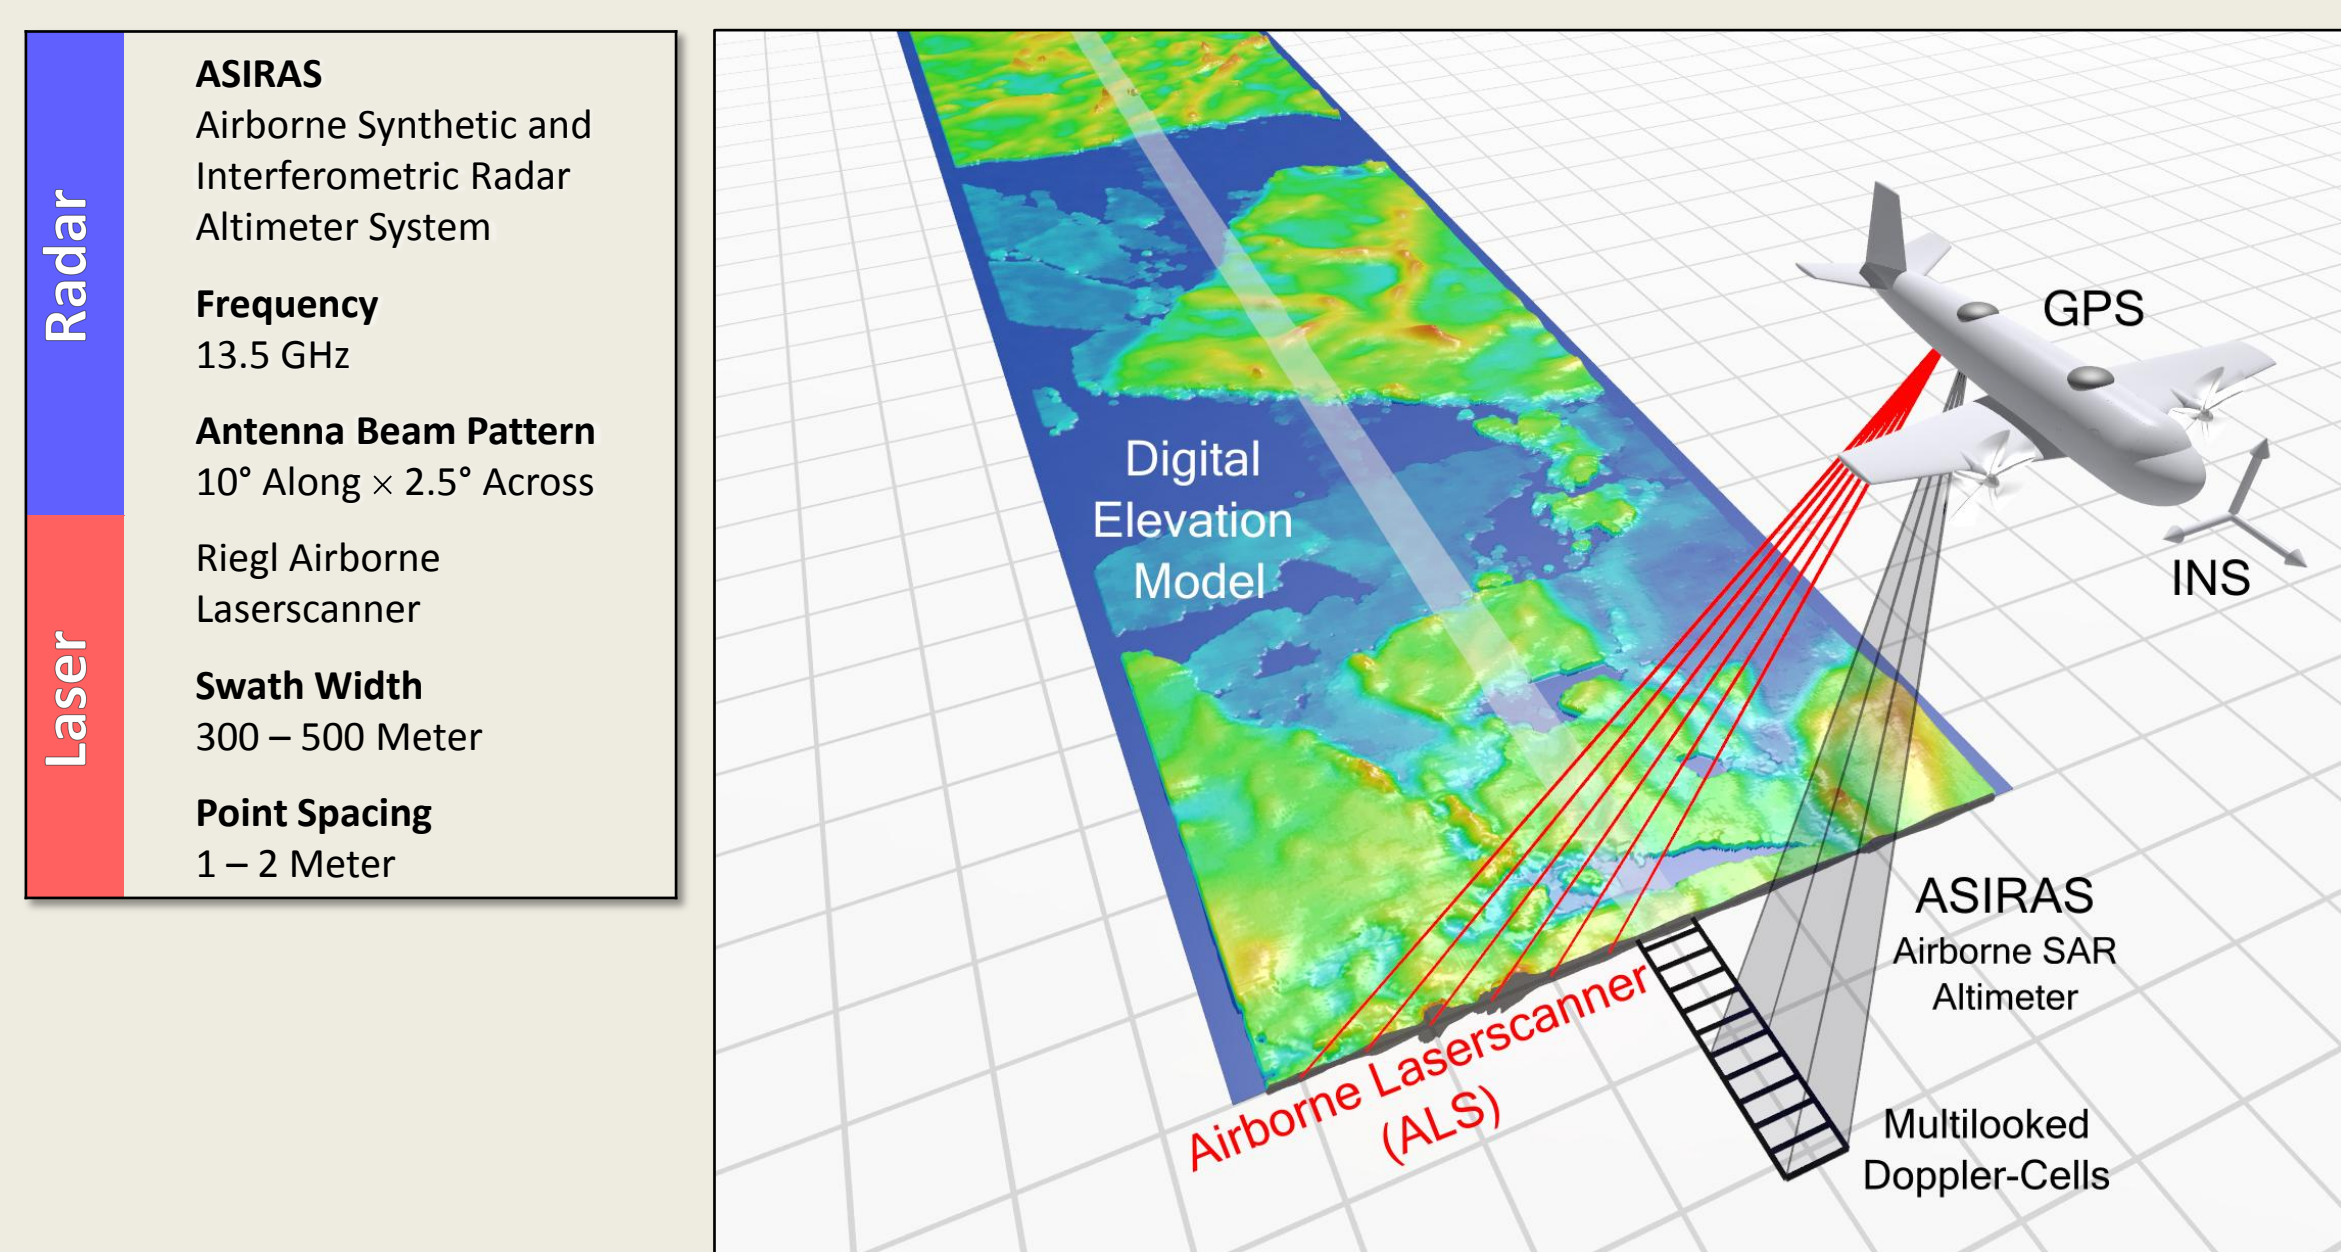 Radar
ASIRAS
Airborne Synthetic and
Interferometric Radar
Altimeter System
Frequency
13.5 GHz
Antenna Beam Pattern
10° Along × 2.5° Across
Laser
Riegl Airborne
Laserscanner
Swath Width
300 – 500 Meter
Point Spacing
1 – 2 Meter
Digital
Elevation
Model
GPS
INS
ASIRAS
Airborne SAR
Altimeter
Airborne Laserscanner
(ALS)
Multilooked
Doppler-Cells